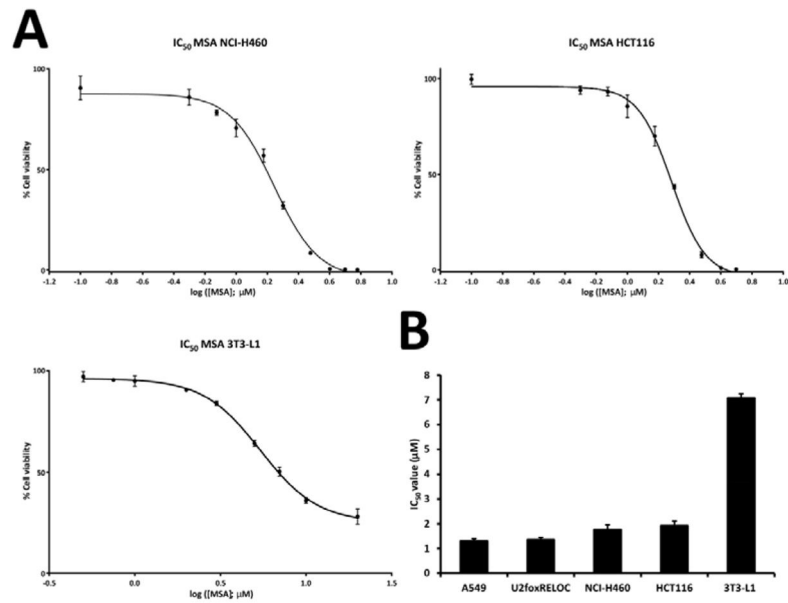 A
IC50 MSA NCI-H460
100
50
0
% Cell viability
-1.2 -1.0 -0.8 -0.6 -0.4 -0.2 0.0 0.2 0.4 0.6 0.8 1.0
log ([MSA]; μM)
IC50 MSA HCT116
100
50
0
% Cell viability
-1.2 -1.0 -0.8 -0.6 -0.4 -0.2 0.0 0.2 0.4 0.6 0.8 1.0
log ([MSA]; μM)
IC50 MSA 3T3-L1
100
50
0
% Cell viability
-0.5 0.0 0.5 1.0 1.5
log ([MSA]; μM)
B
8
7
6
5
4
3
2
1
0
IC50 value (μM)
A549 U2foxRELOC NCI-H460 HCT116 3T3-L1